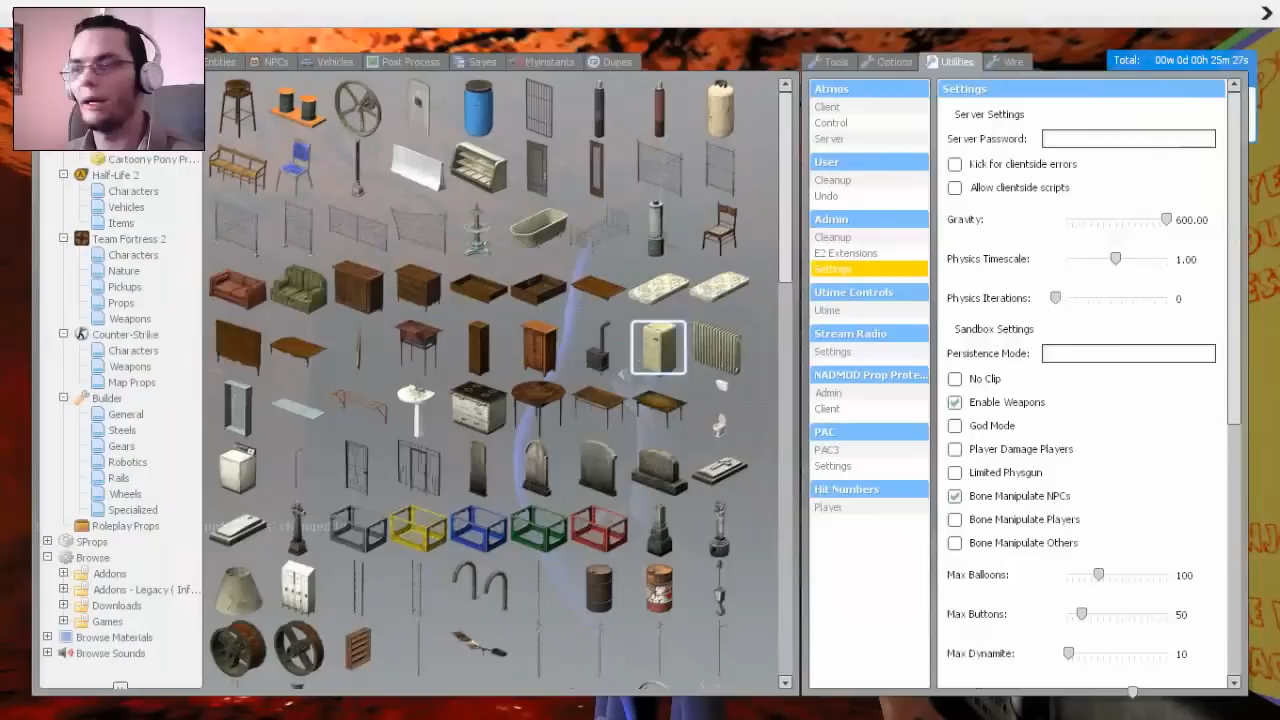 Entities NPCs Vehicles Post Process Saves Myinstants Dupes Tools Options Utilities Wire
Total: 00w 0d 00h 25m 27s
Cartoony Pony Pr...
Half-Life 2
Characters
Vehicles
Items
Team Fortress 2
Characters
Nature
Pickups
Props
Weapons
Counter-Strike
Characters
Weapons
Map Props
Builder
General
Steels
Gears
Robotics
Rails
Wheels
Specialized
Roleplay Props
SProps
Browse
Addons
Addons - Legacy ( Inf...
Downloads
Games
Browse Materials
Browse Sounds
changed
Atmos
Client
Control
Server
User
Cleanup
Undo
Admin
Cleanup
E2 Extensions
Settings
Utime Controls
Utime
Stream Radio
Settings
NADMOD Prop Prote...
Admin
Client
PAC
PAC3
Settings
Hit Numbers
Player
Settings
Server Settings
Server Password:
Kick for clientside errors
Allow clientside scripts
Gravity: 600.00
Physics Timescale: 1.00
Physics Iterations: 0
Sandbox Settings
Persistence Mode:
No Clip
Enable Weapons
God Mode
Player Damage Players
Limited Physgun
Bone Manipulate NPCs
Bone Manipulate Players
Bone Manipulate Others
Max Balloons: 100
Max Buttons: 50
Max Dynamite: 10